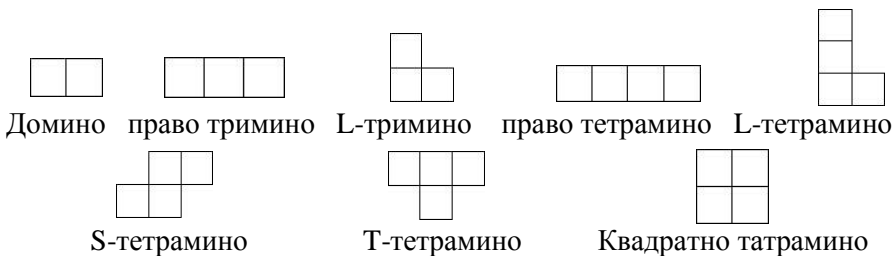 Домино право тримино L-тримино право тетрамино L-тетрамино
S-тетрамино T-тетрамино Квадратно татрамино